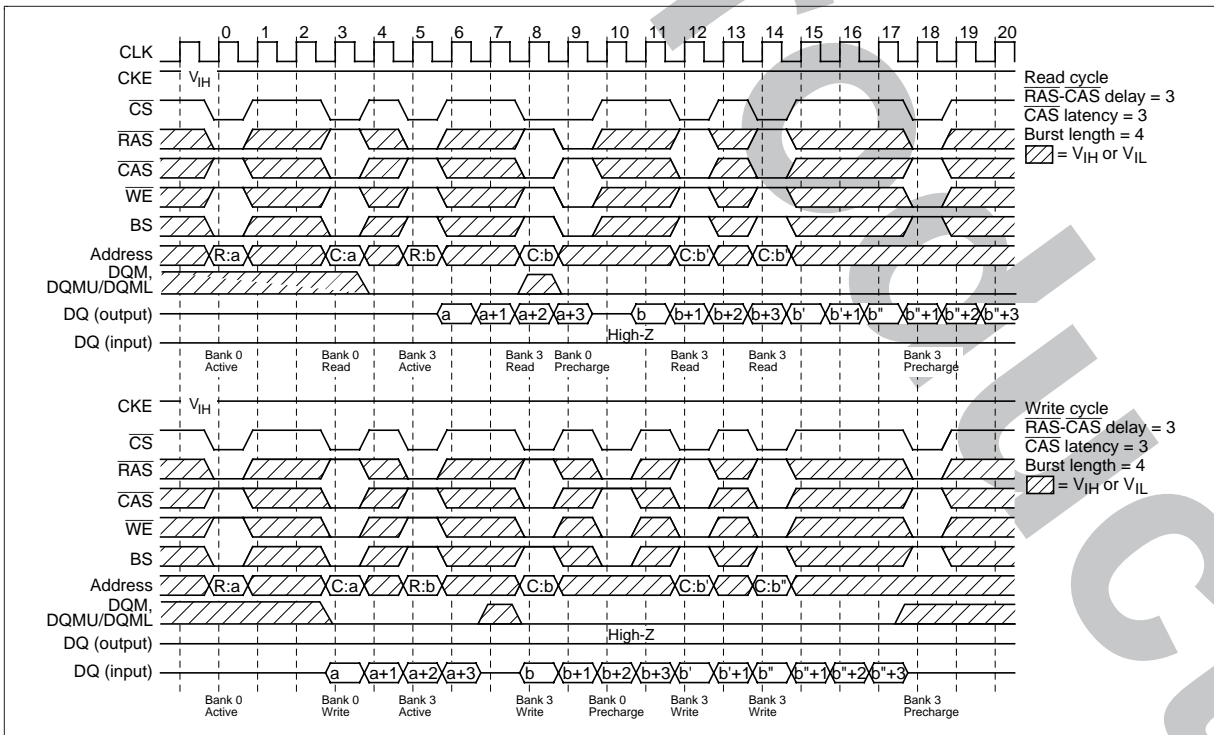 0 1 2 3 4 5 6 7 8 9 10 11 12 13 14 15 16 17 18 19 20
CLK
CKE VIH
CS
RAS
CAS
WE
BS
Address R:a C:a R:b C:b C:b' C:b"
DQM,
DQMU/DQML
DQ (output) a a+1 a+2 a+3 b b+1 b+2 b+3 b' b'+1 b" b"+1 b"+2 b"+3
High-Z
DQ (input)
Bank 0 Active
Bank 0 Read
Bank 3 Active
Bank 3 Read
Bank 0 Precharge
Bank 3 Read
Bank 3 Read
Bank 3 Precharge
Read cycle
RAS-CAS delay = 3
CAS latency = 3
Burst length = 4
= VIH or VIL
CKE VIH
CS
RAS
CAS
WE
BS
Address R:a C:a R:b C:b C:b' C:b"
DQM,
DQMU/DQML
DQ (output) High-Z
DQ (input) a a+1 a+2 a+3 b b+1 b+2 b+3 b' b'+1 b" b"+1 b"+2 b"+3
Bank 0 Active
Bank 0 Write
Bank 3 Active
Bank 3 Write
Bank 0 Precharge
Bank 3 Write
Bank 3 Write
Bank 3 Precharge
Write cycle
RAS-CAS delay = 3
CAS latency = 3
Burst length = 4
= VIH or VIL